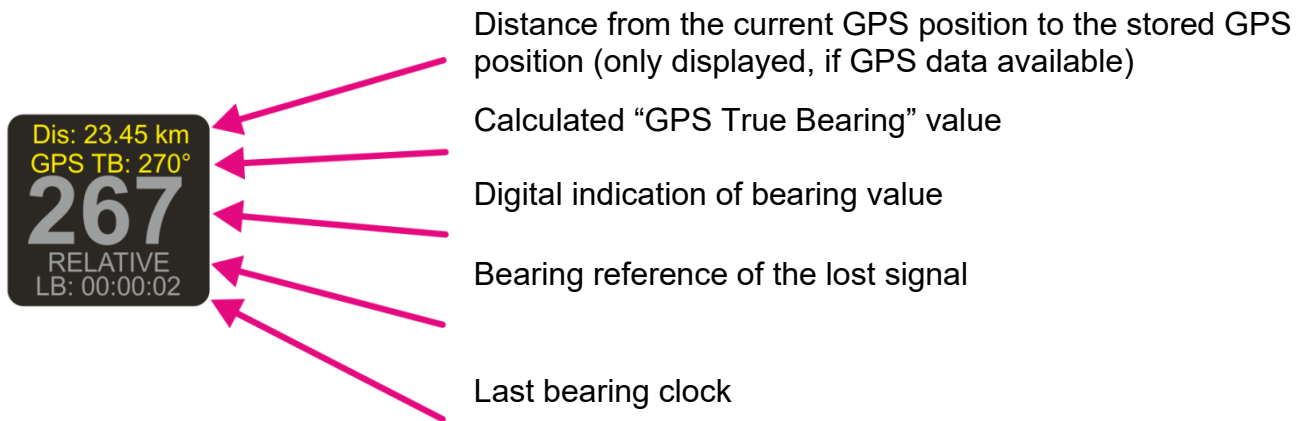 Distance from the current GPS position to the stored GPS
position (only displayed, if GPS data available)
Calculated “GPS True Bearing” value
Digital indication of bearing value
Bearing reference of the lost signal
Last bearing clock
Dis: 23.45 km
GPS TB: 270°
267
RELATIVE
LB: 00:00:02